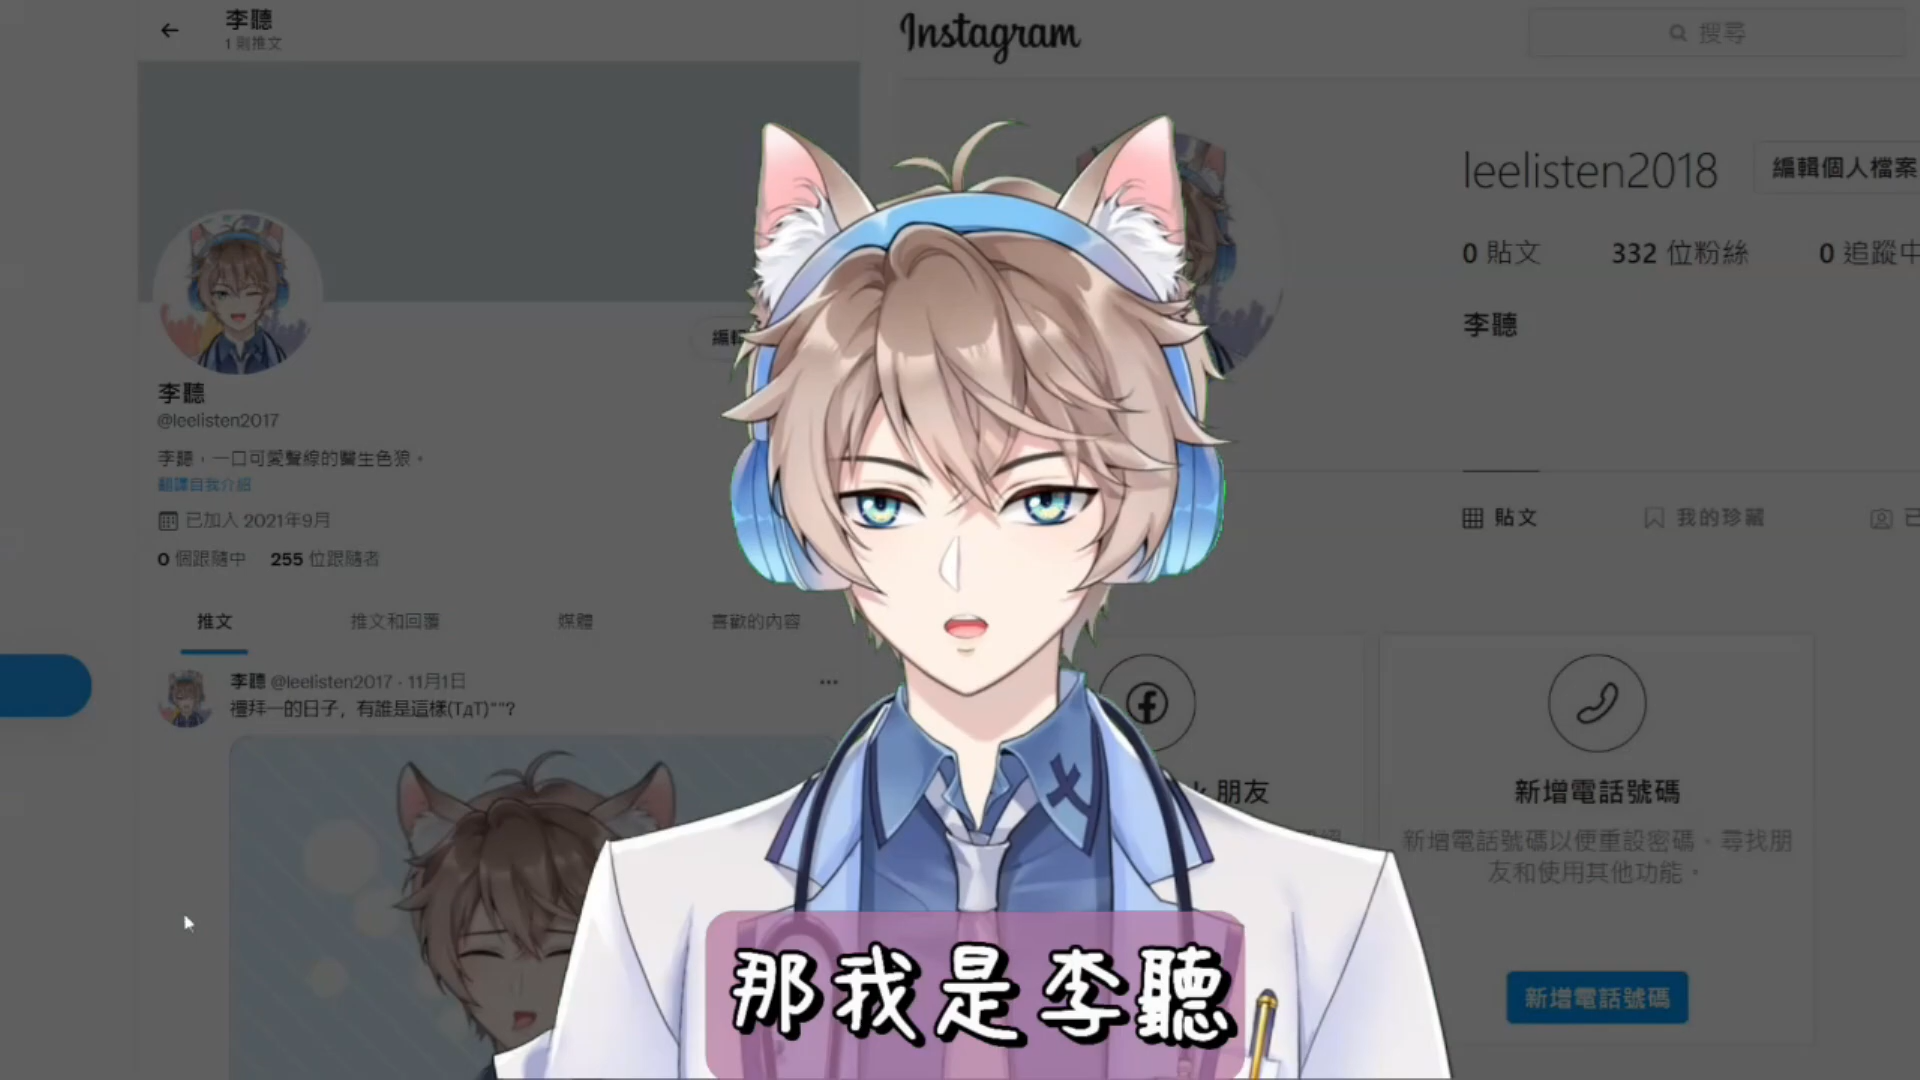 李聽
1 則推文
李聽
@leelisten2017
李聽，一口可愛聲線的醫生色狼。
翻譯自我介紹
已加入 2021年9月
0 個跟隨中 255 位跟隨者
推文 推文和回覆 媒體 喜歡的內容
李聽 @leelisten2017 · 11月1日
禮拜一的日子，有誰是這樣(TдT)""?
Instagram
搜尋
leelisten2018
編輯個人檔案
0 貼文 332 位粉絲 0 追蹤中
李聽
貼文 我的珍藏
朋友
新增電話號碼
新增電話號碼以便重設密碼、尋找朋
友和使用其他功能。
新增電話號碼
那我是李聽